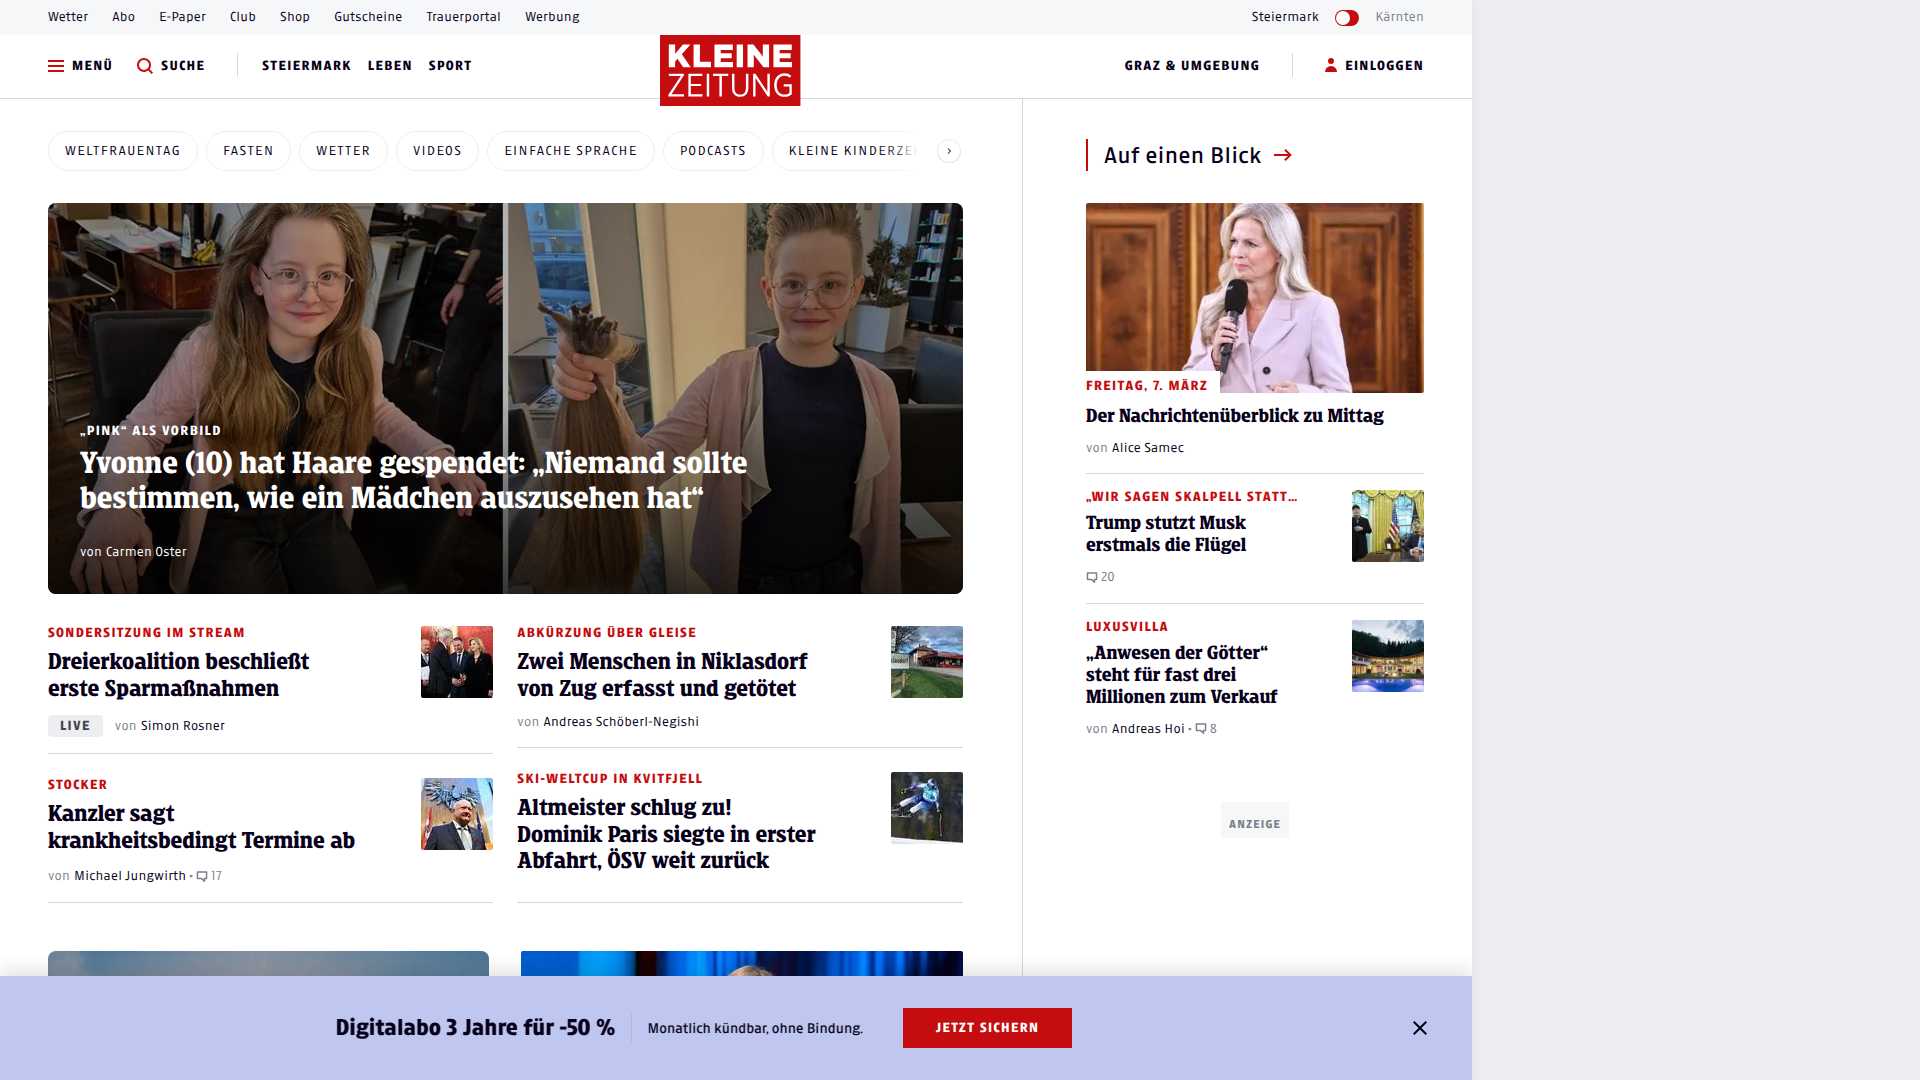 Wetter
Abo
E-Paper
Club
Shop
Gutscheine
Trauerportal
Werbung
Steiermark
Kärnten
MENÜ
SUCHE
STEIERMARK
LEBEN
SPORT
KLEINE
ZEITUNG
GRAZ & UMGEBUNG
EINLOGGEN
WELTFRAUENTAG
FASTEN
WETTER
VIDEOS
EINFACHE SPRACHE
PODCASTS
KLEINE KINDERZE
„PINK“ ALS VORBILD
Yvonne (10) hat Haare gespendet: „Niemand sollte
bestimmen, wie ein Mädchen auszusehen hat“
von Carmen Oster
SONDERSITZUNG IM STREAM
Dreierkoalition beschließt
erste Sparmaßnahmen
LIVE
von Simon Rosner
ABKÜRZUNG ÜBER GLEISE
Zwei Menschen in Niklasdorf
von Zug erfasst und getötet
von Andreas Schöberl-Negishi
STOCKER
Kanzler sagt
krankheitsbedingt Termine ab
von Michael Jungwirth • 17
SKI-WELTCUP IN KVITFJELL
Altmeister schlug zu!
Dominik Paris siegte in erster
Abfahrt, ÖSV weit zurück
Auf einen Blick
FREITAG, 7. MÄRZ
Der Nachrichtenüberblick zu Mittag
von Alice Samec
„WIR SAGEN SKALPELL STATT…
Trump stutzt Musk
erstmals die Flügel
20
LUXUSVILLA
„Anwesen der Götter“
steht für fast drei
Millionen zum Verkauf
von Andreas Hoi • 8
ANZEIGE
Digitalabo 3 Jahre für -50 %
Monatlich kündbar, ohne Bindung.
JETZT SICHERN